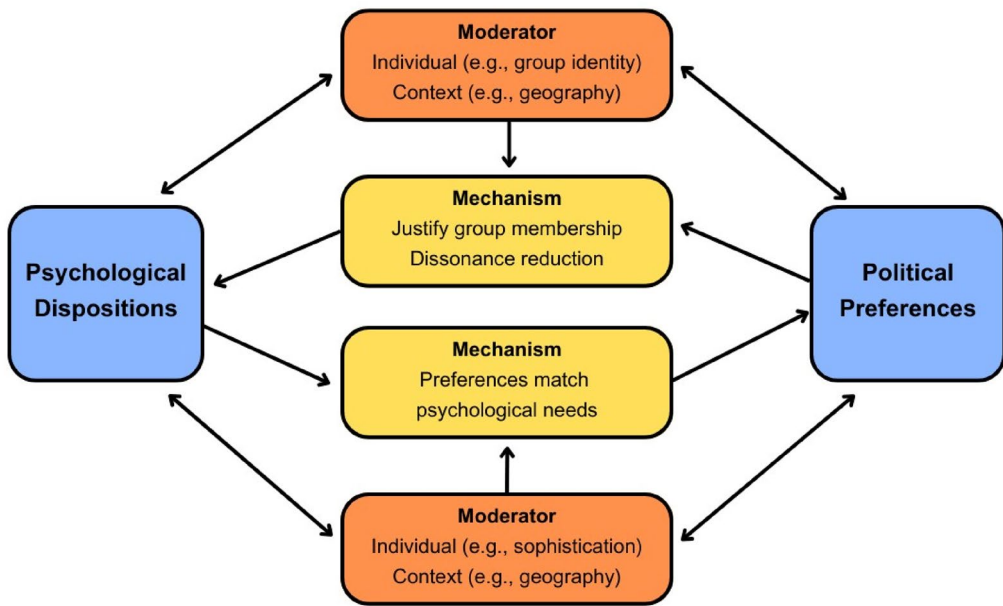 Moderator
Individual (e.g., group identity)
Context (e.g., geography)
Mechanism
Justify group membership
Dissonance reduction
Psychological
Dispositions
Political
Preferences
Mechanism
Preferences match
psychological needs
Moderator
Individual (e.g., sophistication)
Context (e.g., geography)